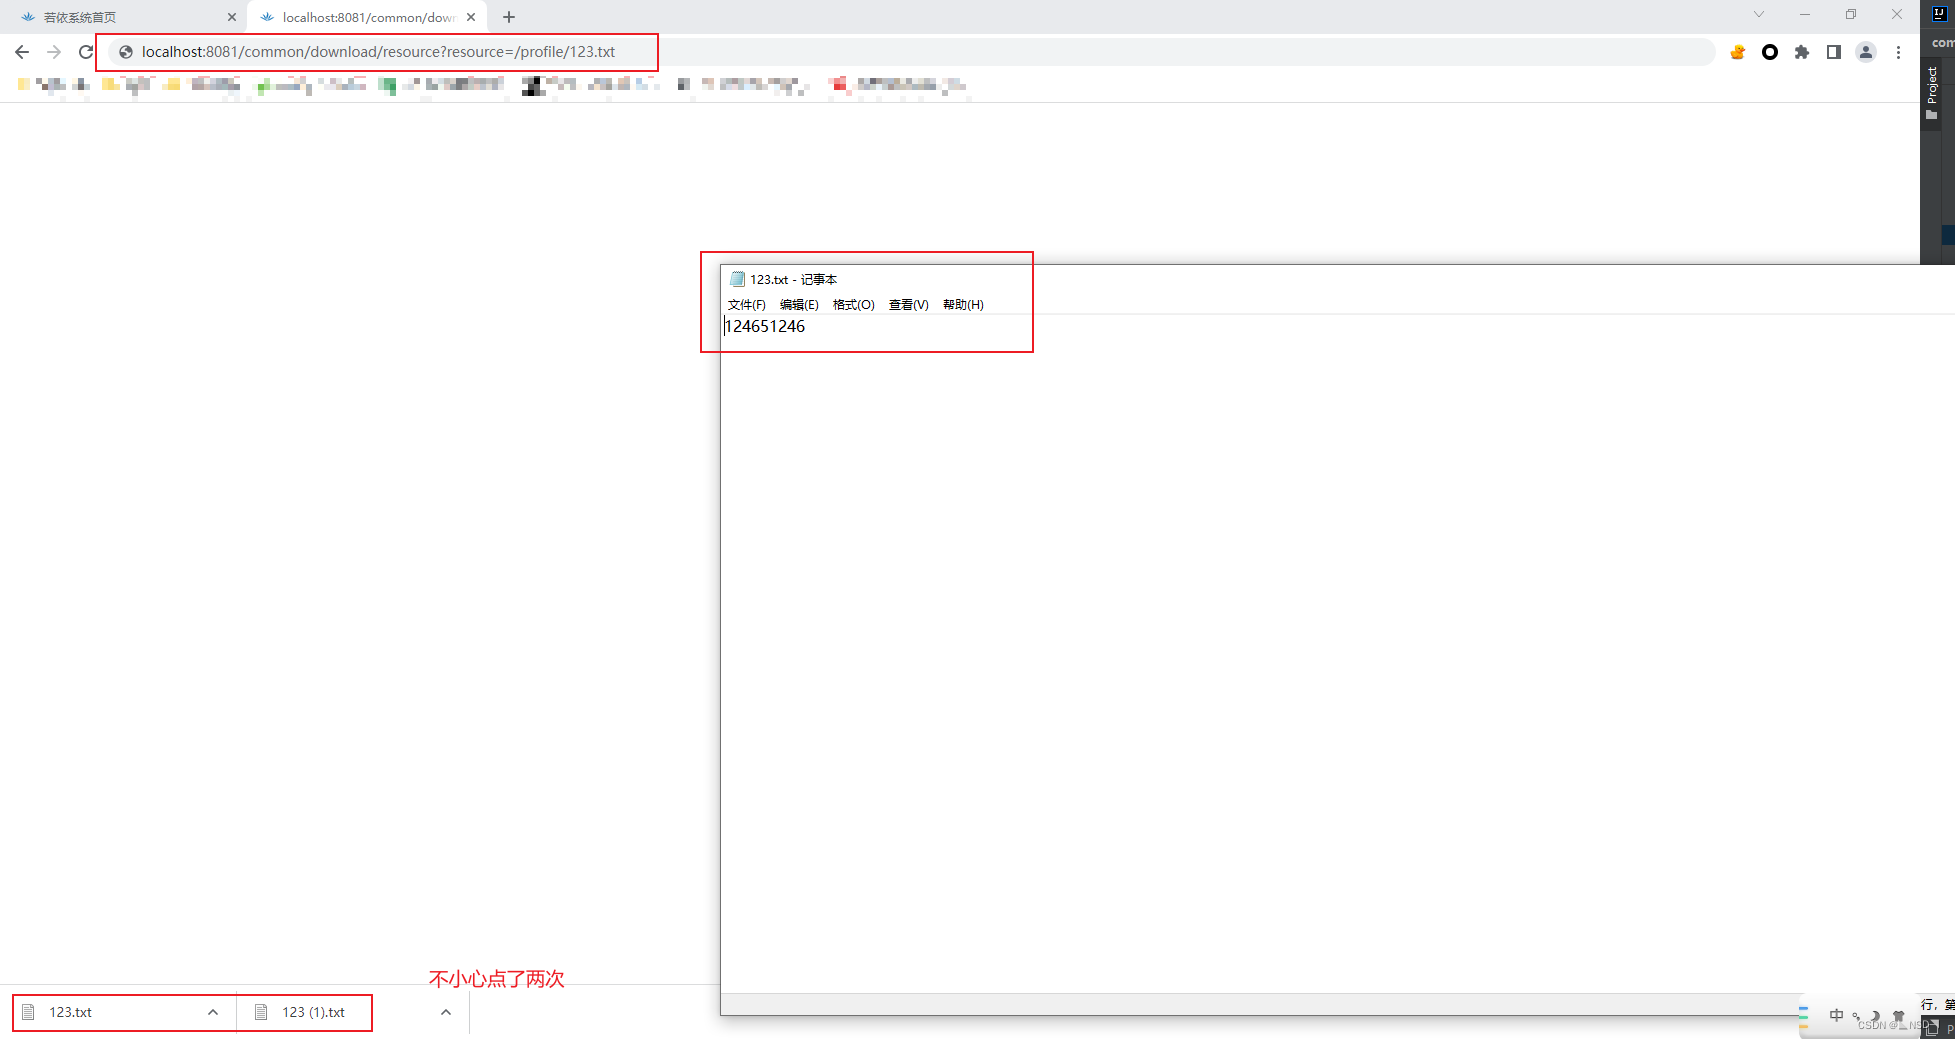 若依系统首页
localhost:8081/common/down
com
localhost:8081/common/download/resource?resource=/profile/123.txt
Project
123.txt - 记事本
文件(F) 编辑(E) 格式(O) 查看(V) 帮助(H)
124651246
不小心点了两次
123.txt
123 (1).txt
行，第
中